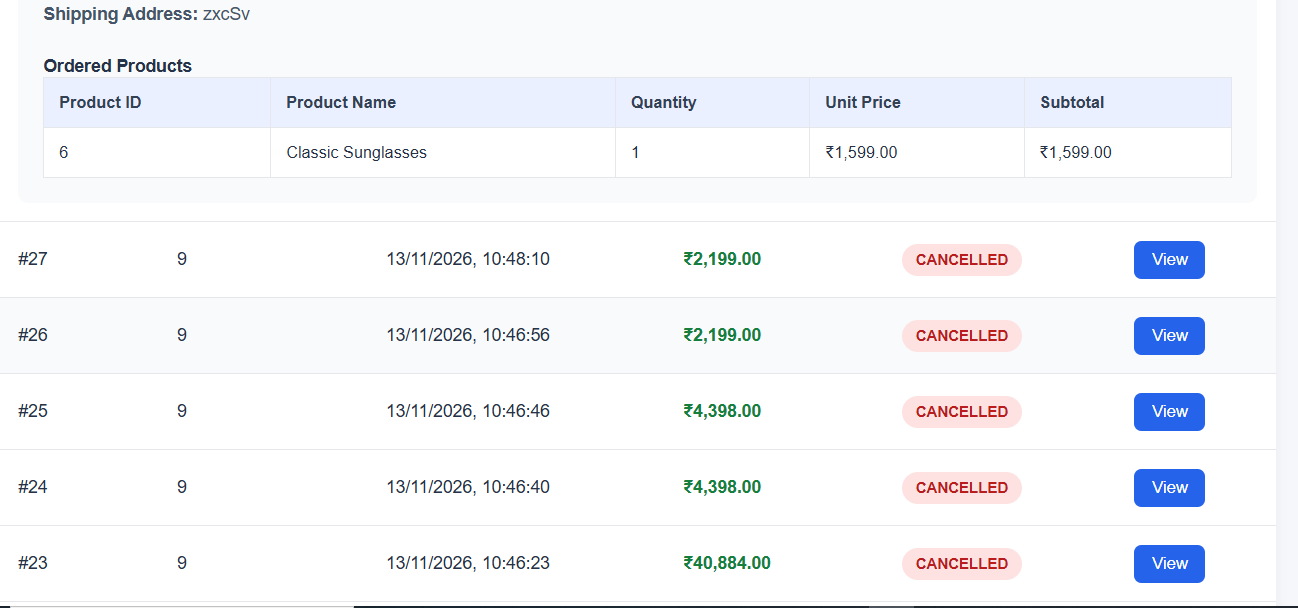 Shipping Address: zxcSv
Ordered Products
Product ID Product Name Quantity Unit Price Subtotal
6 Classic Sunglasses 1 ₹1,599.00 ₹1,599.00
#27 9 13/11/2026, 10:48:10 ₹2,199.00 CANCELLED View
#26 9 13/11/2026, 10:46:56 ₹2,199.00 CANCELLED View
#25 9 13/11/2026, 10:46:46 ₹4,398.00 CANCELLED View
#24 9 13/11/2026, 10:46:40 ₹4,398.00 CANCELLED View
#23 9 13/11/2026, 10:46:23 ₹40,884.00 CANCELLED View